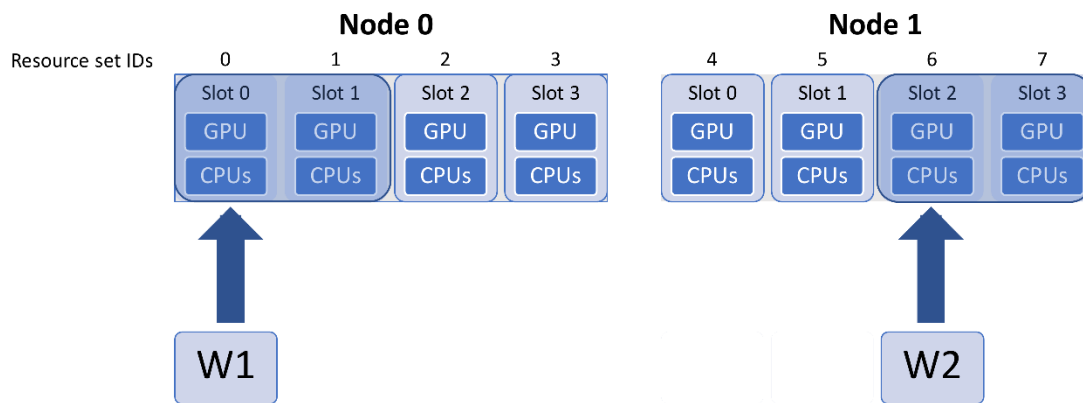 Node 0 Node 1
Resource set IDs 0 1 2 3 4 5 6 7
Slot 0 Slot 1 Slot 2 Slot 3 Slot 0 Slot 1 Slot 2 Slot 3
GPU GPU GPU GPU GPU GPU GPU GPU
CPUs CPUs CPUs CPUs CPUs CPUs CPUs CPUs
W1 W2